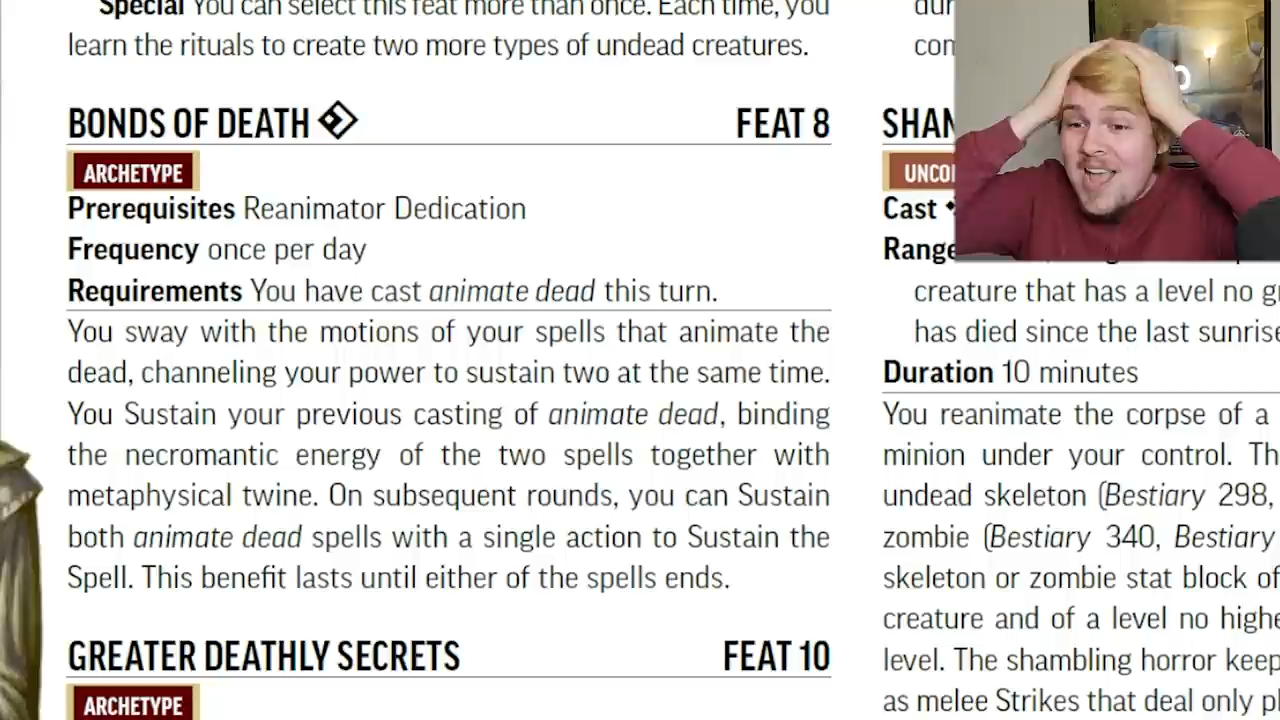 Special You can select this feat more than once. Each time, you
learn the rituals to create two more types of undead creatures.
BONDS OF DEATH FEAT 8
ARCHETYPE
Prerequisites Reanimator Dedication
Frequency once per day
Requirements You have cast animate dead this turn.
You sway with the motions of your spells that animate the
dead, channeling your power to sustain two at the same time.
You Sustain your previous casting of animate dead, binding
the necromantic energy of the two spells together with
metaphysical twine. On subsequent rounds, you can Sustain
both animate dead spells with a single action to Sustain the
Spell. This benefit lasts until either of the spells ends.
GREATER DEATHLY SECRETS FEAT 10
ARCHETYPE
Cast
Range
creature that has a level no
has died since the last
Duration 10 minutes
You reanimate the corpse of a
minion under your control.
undead skeleton (Bestiary 298,
zombie (Bestiary 340, Bestiary
skeleton or zombie stat block of
creature and of a level no
level. The shambling horror
as melee Strikes that deal only